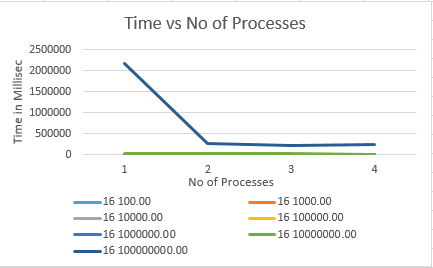 Time vs No of Processes
Time in Millisec
2500000
2000000
1500000
1000000
500000
0
1 2 3 4
No of Processes
16 100.00 16 1000.00
16 10000.00 16 100000.00
16 1000000.00 16 10000000.00
16 100000000.00